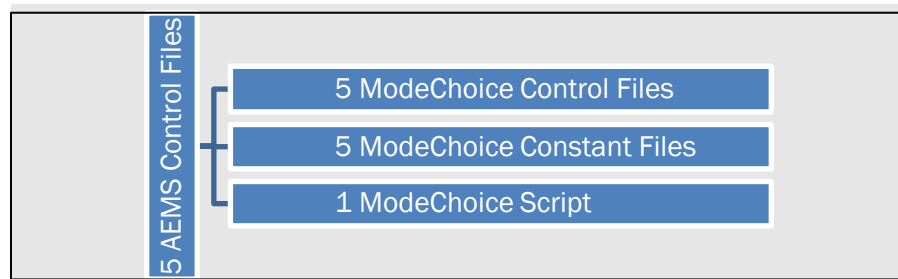 5 AEMS Control Files
5 ModeChoice Control Files
5 ModeChoice Constant Files
1 ModeChoice Script